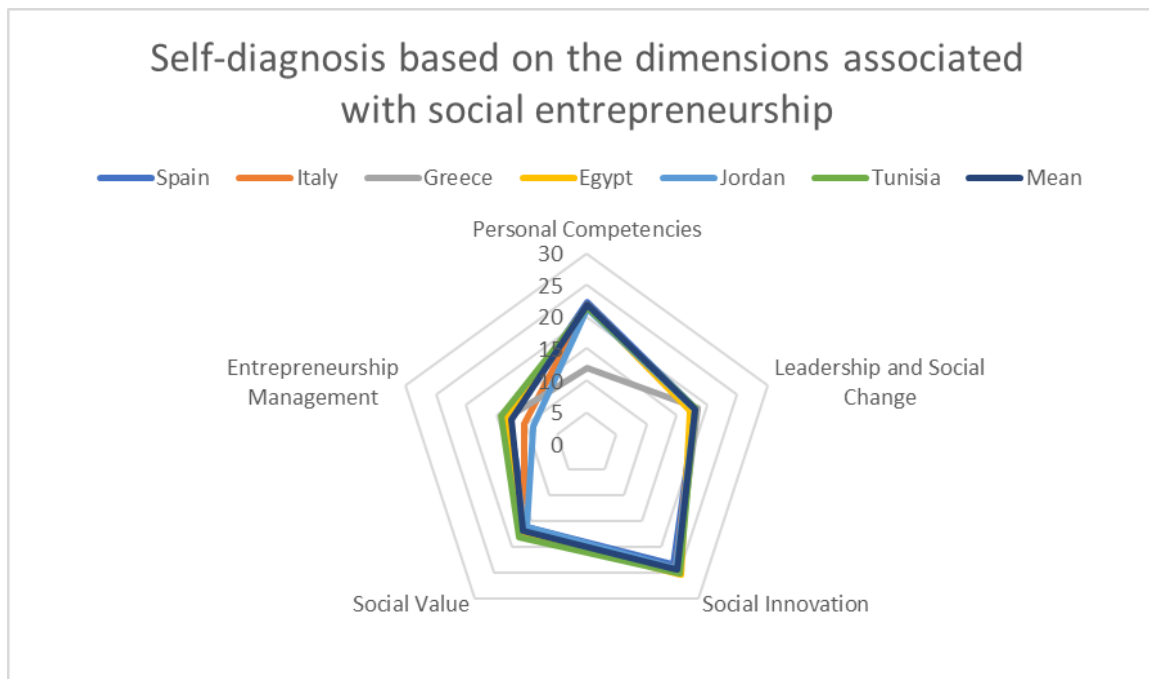 Self-diagnosis based on the dimensions associated
with social entrepreneurship
Spain Italy Greece Egypt Jordan Tunisia Mean
Personal Competencies
30
25
20
15
10
5
0
Entrepreneurship
Management
Leadership and Social
Change
Social Value
Social Innovation